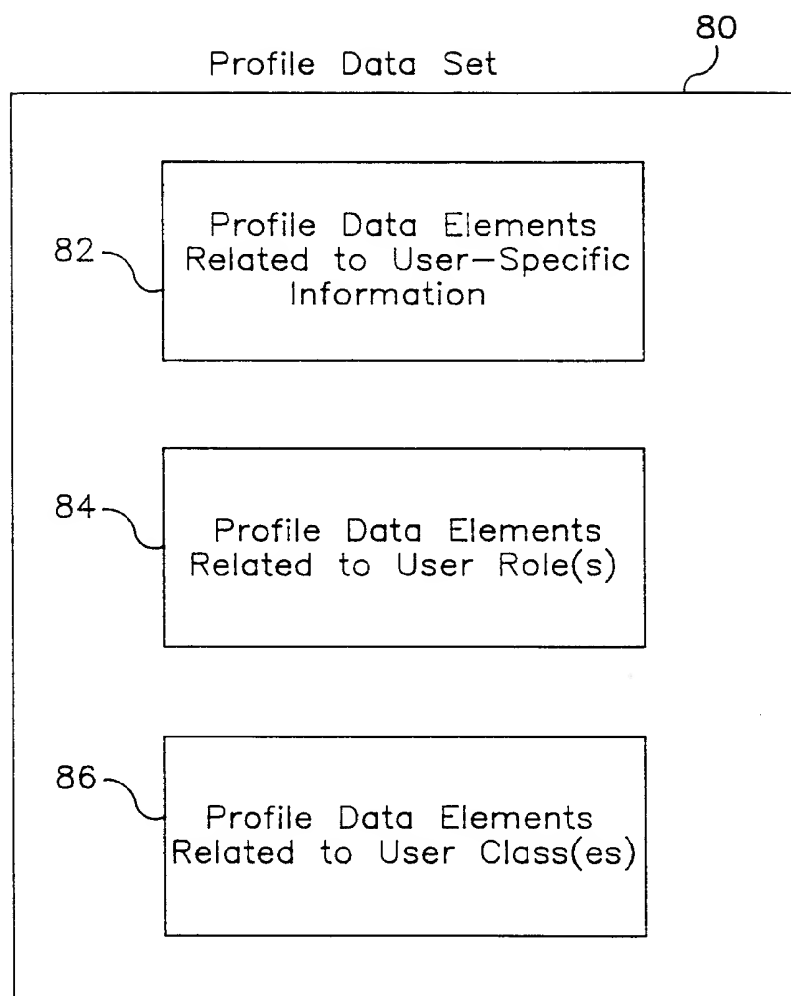 80
Profile Data Set
82
Profile Data Elements
Related to User-Specific
Information
84
Profile Data Elements
Related to User Role(s)
86
Profile Data Elements
Related to User Class(es)